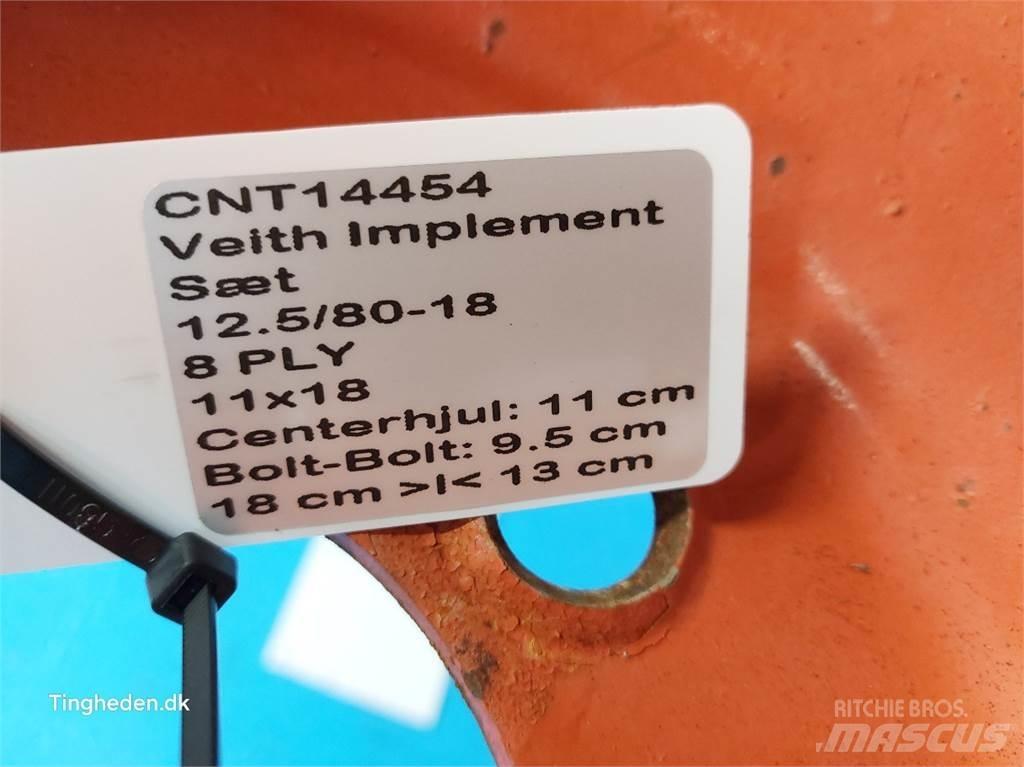 CNT14454
Veith Implement
Sæt
12.5/80-18
8 PLY
11x18
Centerhjul: 11 cm
Bolt-Bolt: 9.5 cm
18 cm >I< 13 cm
Tingheden.dk
RITCHIE BROS.
MASCUS